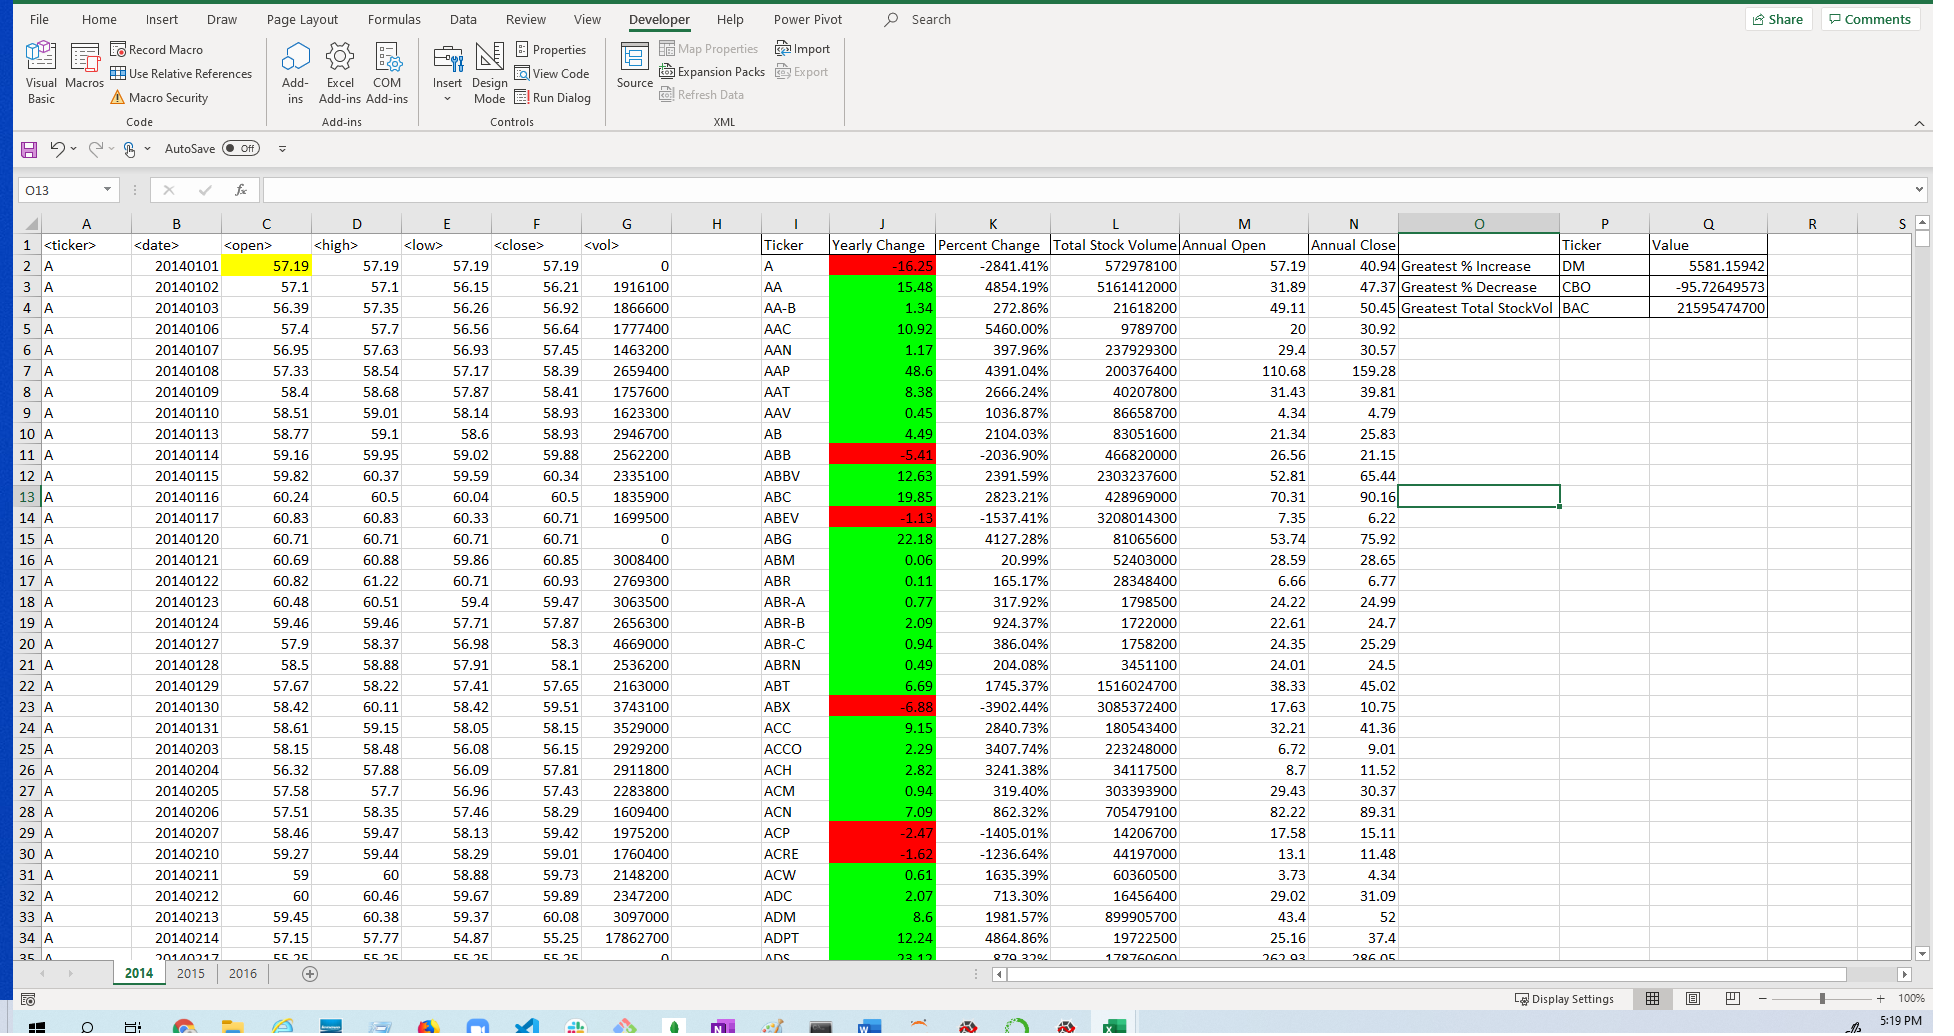 File Home Insert Draw Page Layout Formulas Data Review View Developer Help Power Pivot Search Share Comments
Visual Basic Macros Record Macro Use Relative References Macro Security Code
Add-ins Excel Add-ins COM Add-ins Add-ins
Insert Design Mode Properties View Code Run Dialog Controls
Source Map Properties Expansion Packs Refresh Data Import Export XML
AutoSave Off
O13 fx
A B C D E F G H I J K L M N O P Q R S
1 <ticker> <date> <open> <high> <low> <close> <vol> Ticker Yearly Change Percent Change Total Stock Volume Annual Open Annual Close Ticker Value
2 A 20140101 57.19 57.19 57.19 57.19 0 A -16.25 -2841.41% 572978100 57.19 40.94 Greatest % Increase DM 5581.15942
3 A 20140102 57.1 57.1 56.15 56.21 1916100 AA 15.48 4854.19% 5161412000 31.89 47.37 Greatest % Decrease CBO -95.72649573
4 A 20140103 56.39 57.35 56.26 56.92 1866600 AA-B 1.34 272.86% 21618200 49.11 50.45 Greatest Total StockVol BAC 21595474700
5 A 20140106 57.4 57.7 56.56 56.64 1777400 AAC 10.92 5460.00% 9789700 20 30.92
6 A 20140107 56.95 57.63 56.93 57.45 1463200 AAN 1.17 397.96% 237929300 29.4 30.57
7 A 20140108 57.33 58.54 57.17 58.39 2659400 AAP 48.6 4391.04% 200376400 110.68 159.28
8 A 20140109 58.4 58.68 57.87 58.41 1757600 AAT 8.38 2666.24% 40207800 31.43 39.81
9 A 20140110 58.51 59.01 58.14 58.93 1623300 AAV 0.45 1036.87% 86658700 4.34 4.79
10 A 20140113 58.77 59.1 58.6 58.93 2946700 AB 4.49 2104.03% 83051600 21.34 25.83
11 A 20140114 59.16 59.95 59.02 59.88 2562200 ABB -5.41 -2036.90% 466820000 26.56 21.15
12 A 20140115 59.82 60.37 59.59 60.34 2335100 ABBV 12.63 2391.59% 2303237600 52.81 65.44
13 A 20140116 60.24 60.5 60.04 60.5 1835900 ABC 19.85 2823.21% 428969000 70.31 90.16
14 A 20140117 60.83 60.83 60.33 60.71 1699500 ABEV -1.13 -1537.41% 3208014300 7.35 6.22
15 A 20140120 60.71 60.71 60.71 60.71 0 ABG 22.18 4127.28% 81065600 53.74 75.92
16 A 20140121 60.69 60.88 59.86 60.85 3008400 ABM 0.06 20.99% 52403000 28.59 28.65
17 A 20140122 60.82 61.22 60.71 60.93 2769300 ABR 0.11 165.17% 28348400 6.66 6.77
18 A 20140123 60.48 60.51 59.4 59.47 3063500 ABR-A 0.77 317.92% 1798500 24.22 24.99
19 A 20140124 59.46 59.46 57.71 57.87 2656300 ABR-B 2.09 924.37% 1722000 22.61 24.7
20 A 20140127 57.9 58.37 56.98 58.3 4669000 ABR-C 0.94 386.04% 1758200 24.35 25.29
21 A 20140128 58.5 58.88 57.91 58.1 2536200 ABRN 0.49 204.08% 3451100 24.01 24.5
22 A 20140129 57.67 58.22 57.41 57.65 2163000 ABT 6.69 1745.37% 1516024700 38.33 45.02
23 A 20140130 58.42 60.11 58.42 59.51 3743100 ABX -6.88 -3902.44% 3085372400 17.63 10.75
24 A 20140131 58.61 59.15 58.05 58.15 3529000 ACC 9.15 2840.73% 180543400 32.21 41.36
25 A 20140203 58.15 58.48 56.08 56.15 2929200 ACCO 2.29 3407.74% 223248000 6.72 9.01
26 A 20140204 56.32 57.88 56.09 57.81 2911800 ACH 2.82 3241.38% 34117500 8.7 11.52
27 A 20140205 57.58 57.7 56.96 57.43 2283800 ACM 0.94 319.40% 303393900 29.43 30.37
28 A 20140206 57.51 58.35 57.46 58.29 1609400 ACN 7.09 862.32% 705479100 82.22 89.31
29 A 20140207 58.46 59.47 58.13 59.42 1975200 ACP -2.47 -1405.01% 14206700 17.58 15.11
30 A 20140210 59.27 59.44 58.29 59.01 1760400 ACRE -1.62 -1236.64% 44197000 13.1 11.48
31 A 20140211 59 60 58.88 59.73 2148200 ACW 0.61 1635.39% 60360500 3.73 4.34
32 A 20140212 60 60.46 59.67 59.89 2347200 ADC 2.07 713.30% 16456400 29.02 31.09
33 A 20140213 59.45 60.38 59.37 60.08 3097000 ADM 8.6 1981.57% 899905700 43.4 52
34 A 20140214 57.15 57.77 54.87 55.25 17862700 ADPT 12.24 4864.86% 19722500 25.16 37.4
35 A 20140217 55.25 55.25 55.25 55.25 0 ADS 23.12 879.32% 178760600 262.93 286.05
2014 2015 2016
Display Settings 100%
5:19 PM